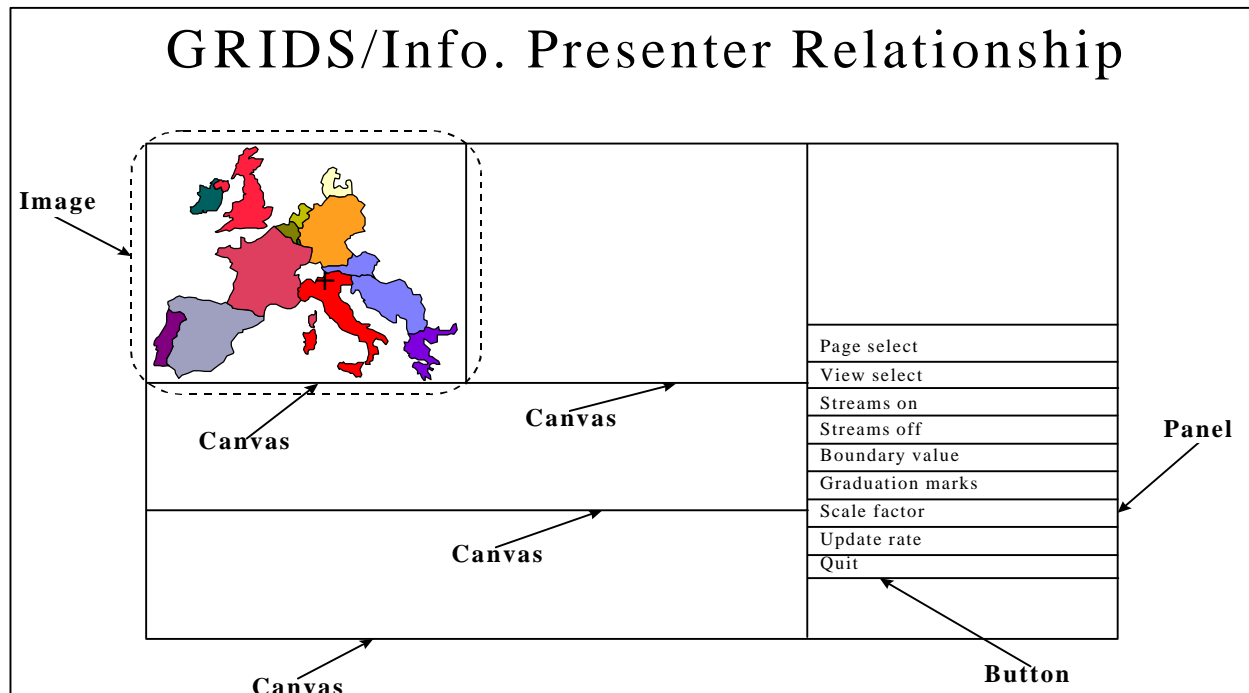 GRIDS/Info. Presenter Relationship
Image
Page select
View select
Streams on
Streams off
Boundary value
Graduation marks
Scale factor
Update rate
Quit
Canvas
Canvas
Panel
Canvas
Canvas
Button